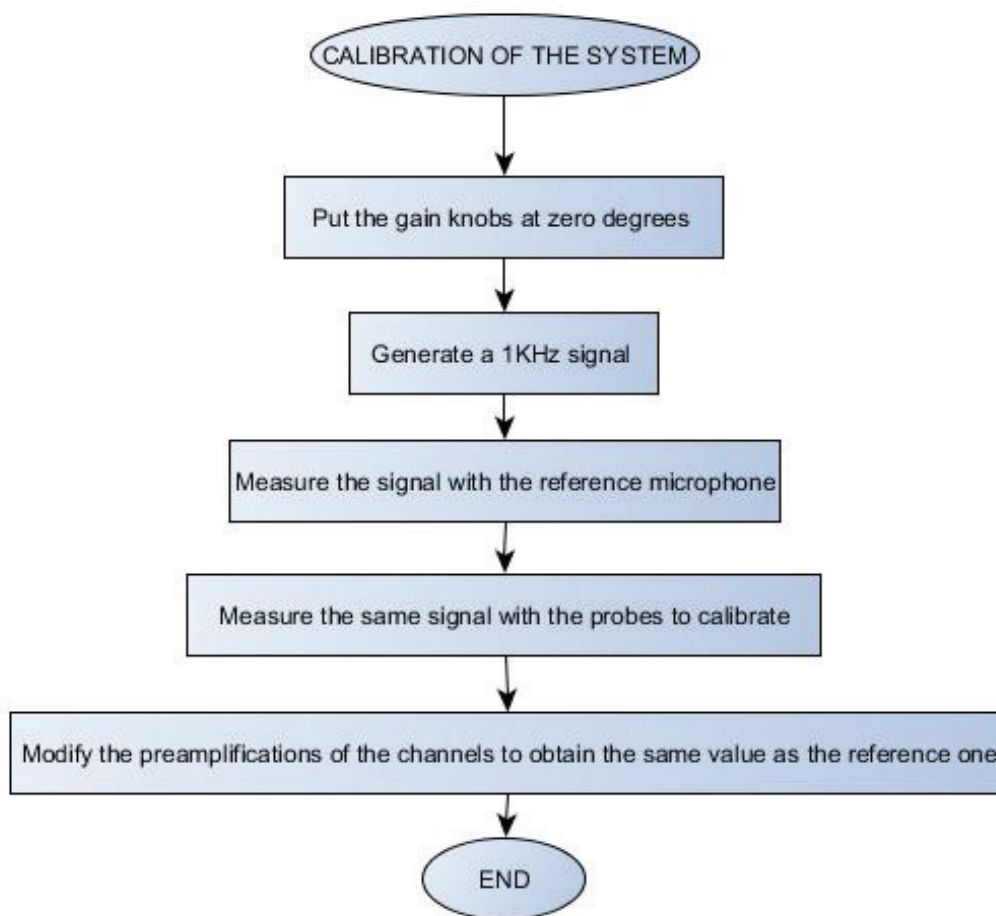 CALIBRATION OF THE SYSTEM
Put the gain knobs at zero degrees
Generate a 1KHz signal
Measure the signal with the reference microphone
Measure the same signal with the probes to calibrate
Modify the preamplifications of the channels to obtain the same value as the reference one
END